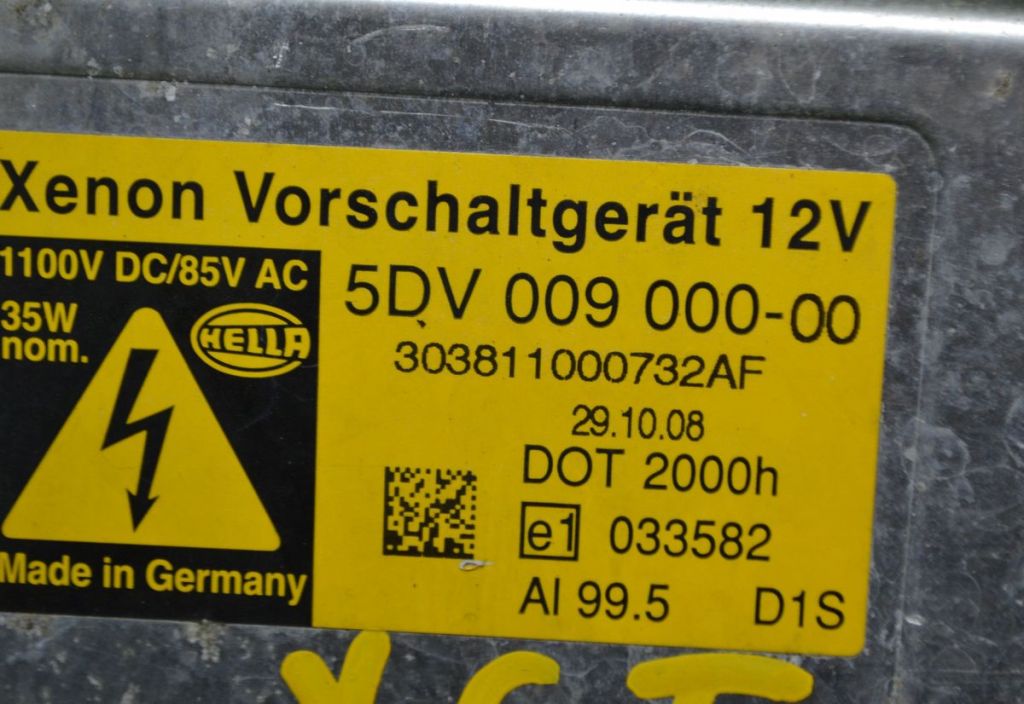 Xenon Vorschaltgerät 12V
1100V DC/85V AC
35W
nom.
HELLA
Made in Germany
5DV 009 000-00
303811000732AF
29.10.08
DOT 2000h
e1 033582
Al 99.5 D1S